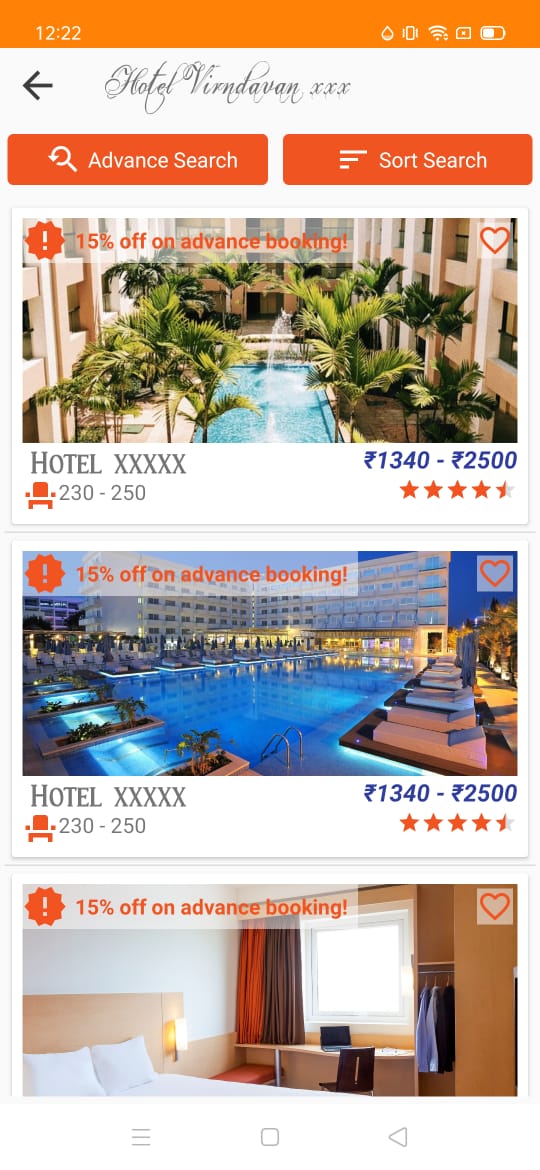 12:22
Hotel Virndavan xxx
Advance Search
Sort Search
15% off on advance booking!
HOTEL XXXXX
₹1340 - ₹2500
230 - 250
15% off on advance booking!
HOTEL XXXXX
₹1340 - ₹2500
230 - 250
15% off on advance booking!